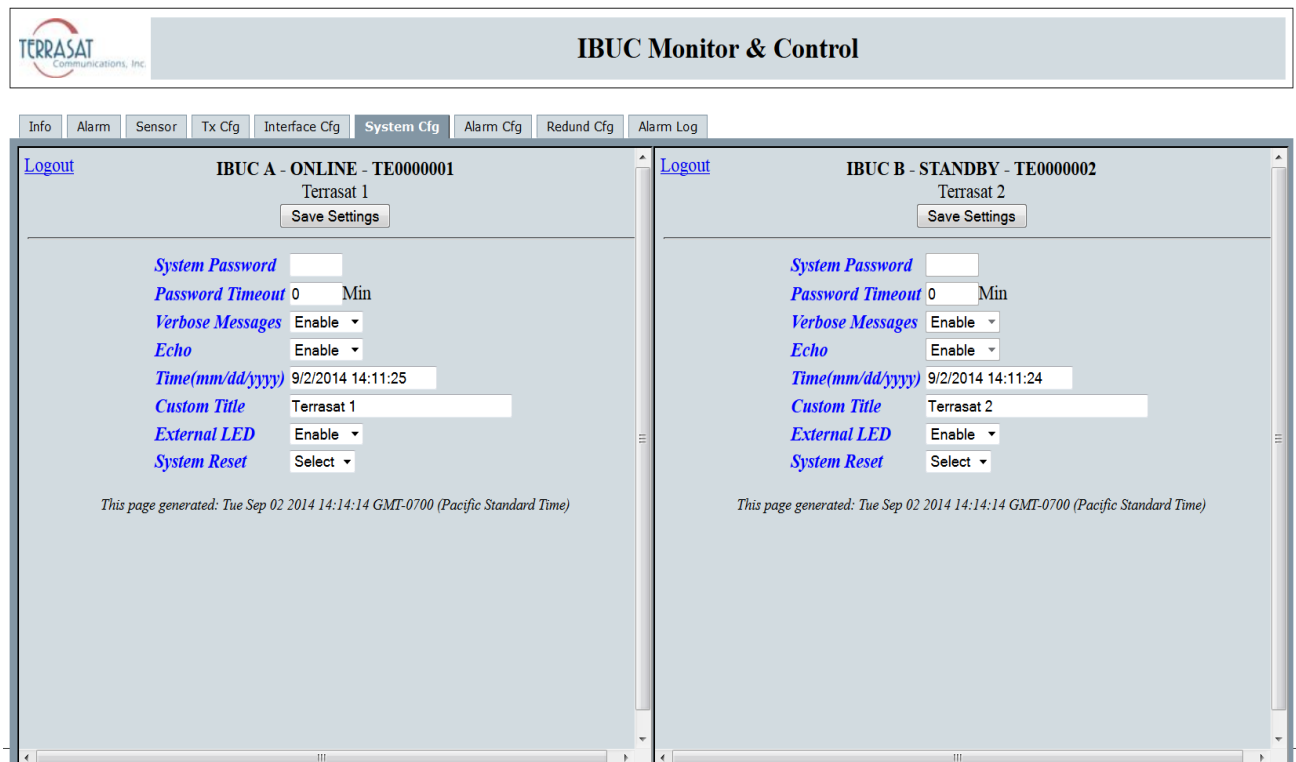 TERRASAT
Communications, Inc.
IBUC Monitor & Control
Info Alarm Sensor Tx Cfg Interface Cfg System Cfg Alarm Cfg Redund Cfg Alarm Log
Logout
IBUC A - ONLINE - TE0000001
Terrasat 1
Save Settings
System Password
Password Timeout 0 Min
Verbose Messages Enable
Echo Enable
Time(mm/dd/yyyy) 9/2/2014 14:11:25
Custom Title Terrasat 1
External LED Enable
System Reset Select
This page generated: Tue Sep 02 2014 14:14:14 GMT-0700 (Pacific Standard Time)
Logout
IBUC B - STANDBY - TE0000002
Terrasat 2
Save Settings
System Password
Password Timeout 0 Min
Verbose Messages Enable
Echo Enable
Time(mm/dd/yyyy) 9/2/2014 14:11:24
Custom Title Terrasat 2
External LED Enable
System Reset Select
This page generated: Tue Sep 02 2014 14:14:14 GMT-0700 (Pacific Standard Time)